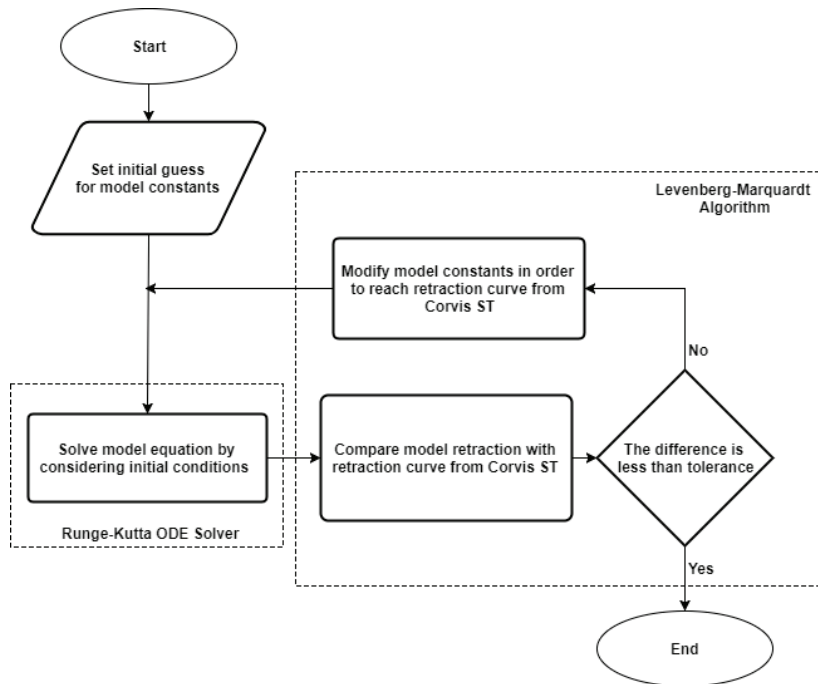 Start
Set initial guess
for model constants
Levenberg-Marquardt
Algorithm
Modify model constants in order
to reach retraction curve from
Corvis ST
No
Solve model equation by
considering initial conditions
Compare model retraction with
retraction curve from Corvis ST
The difference is
less than tolerance
Runge-Kutta ODE Solver
Yes
End